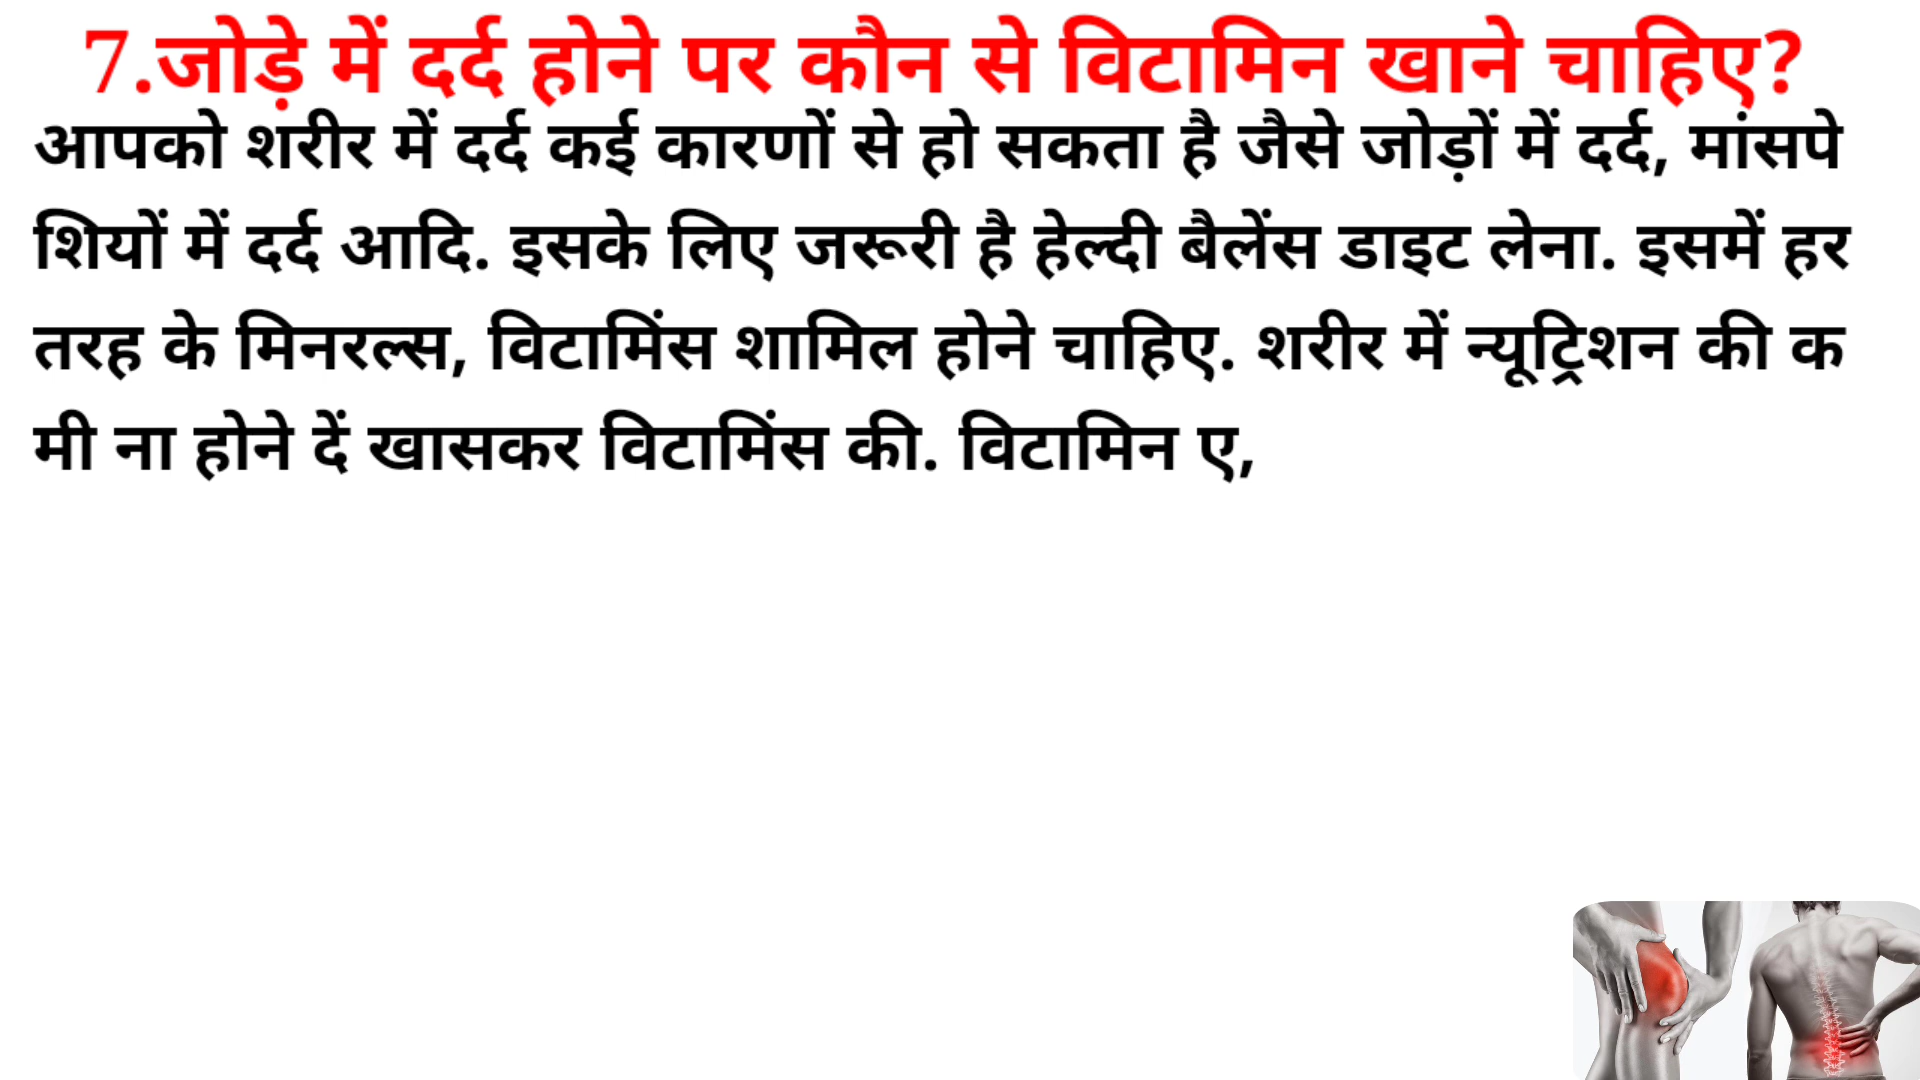 7.जोड़े में दर्द होने पर कौन से विटामिन खाने चाहिए?
आपको शरीर में दर्द कई कारणों से हो सकता है जैसे जोड़ों में दर्द, मांसपे
शियों में दर्द आदि. इसके लिए जरूरी है हेल्दी बैलेंस डाइट लेना. इसमें हर
तरह के मिनरल्स, विटामिंस शामिल होने चाहिए. शरीर में न्यूट्रिशन की क
मी ना होने दें खासकर विटामिंस की. विटामिन ए,